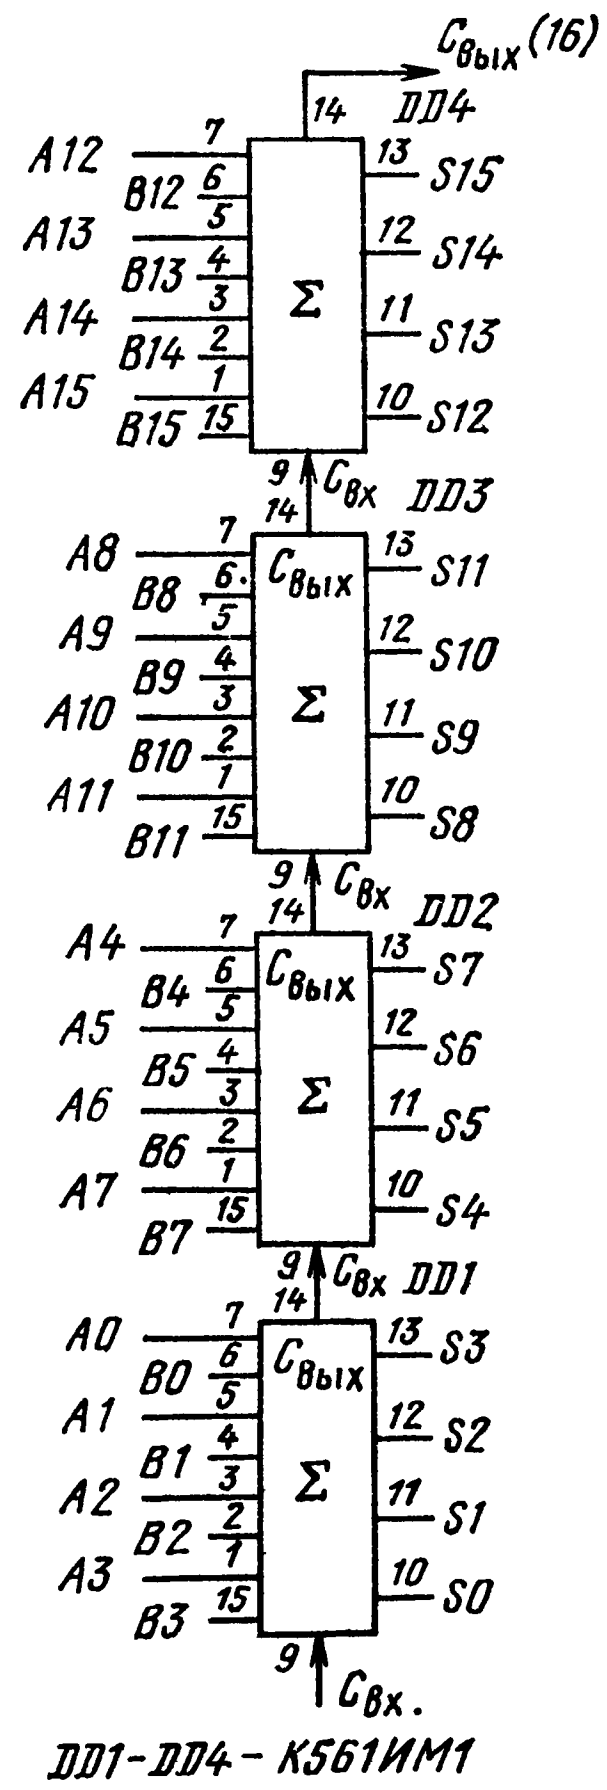 Cвых (16)
14 DD4
A12 7 13 S15
B12 6
A13 5 12 S14
B13 4
A14 3 Σ 11 S13
B14 2
A15 1 10 S12
B15 15
9 Cвх DD3
14
A8 7 Cвых 13 S11
B8 6.
A9 5 12 S10
B9 4
A10 3 Σ 11 S9
B10 2
A11 1 10 S8
B11 15
9 Cвх DD2
14
A4 7 Cвых 13 S7
B4 6
A5 5 12 S6
B5 4
A6 3 Σ 11 S5
B6 2
A7 1 10 S4
B7 15
9 Cвх DD1
14
A0 7 Cвых 13 S3
B0 6
A1 5 12 S2
B1 4
A2 3 Σ 11 S1
B2 2
A3 1 10 S0
B3 15
9 Cвх.
DD1-DD4 - К561ИМ1